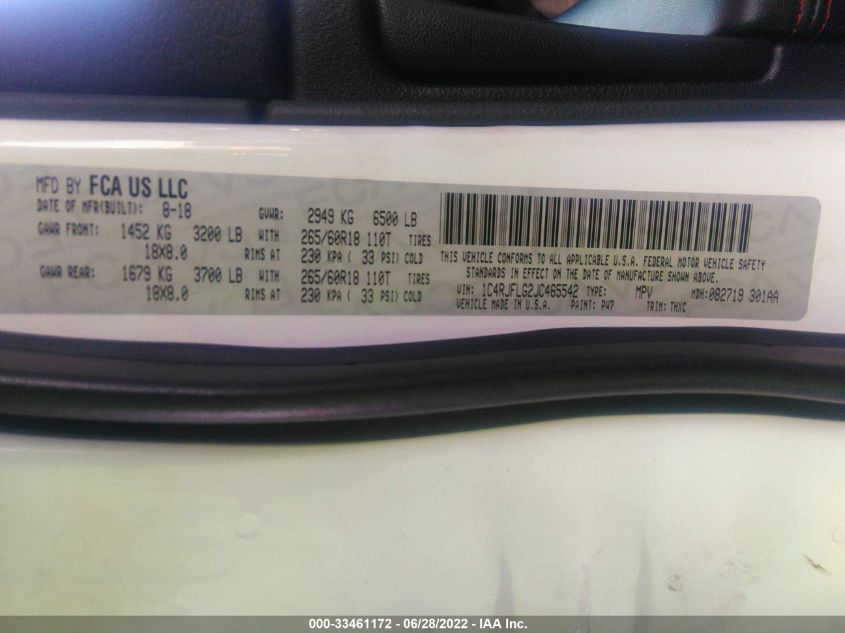 MFD BY FCA US LLC
DATE OF MFR(BUILT): 8-18 GVWR: 2949 KG 6500 LB
GAWR FRONT: 1452 KG 3200 LB WITH 265/60R18 110T TIRES
18X8.0 RIMS AT 230 KPA ( 33 PSI) COLD
GAWR REAR: 1679 KG 3700 LB WITH 265/60R18 110T TIRES
18X8.0 RIMS AT 230 KPA ( 33 PSI) COLD
THIS VEHICLE CONFORMS TO ALL APPLICABLE U.S.A. FEDERAL MOTOR VEHICLE SAFETY
STANDARDS IN EFFECT ON THE DATE OF MANUFACTURE SHOWN ABOVE.
VIN: 1C4RJFLG2JC465542 TYPE: MPV MDH:082719 301AA
VEHICLE MADE IN U.S.A. PAINT: PW7 TRIM: THXC
000-33461172 - 06/28/2022 - IAA Inc.